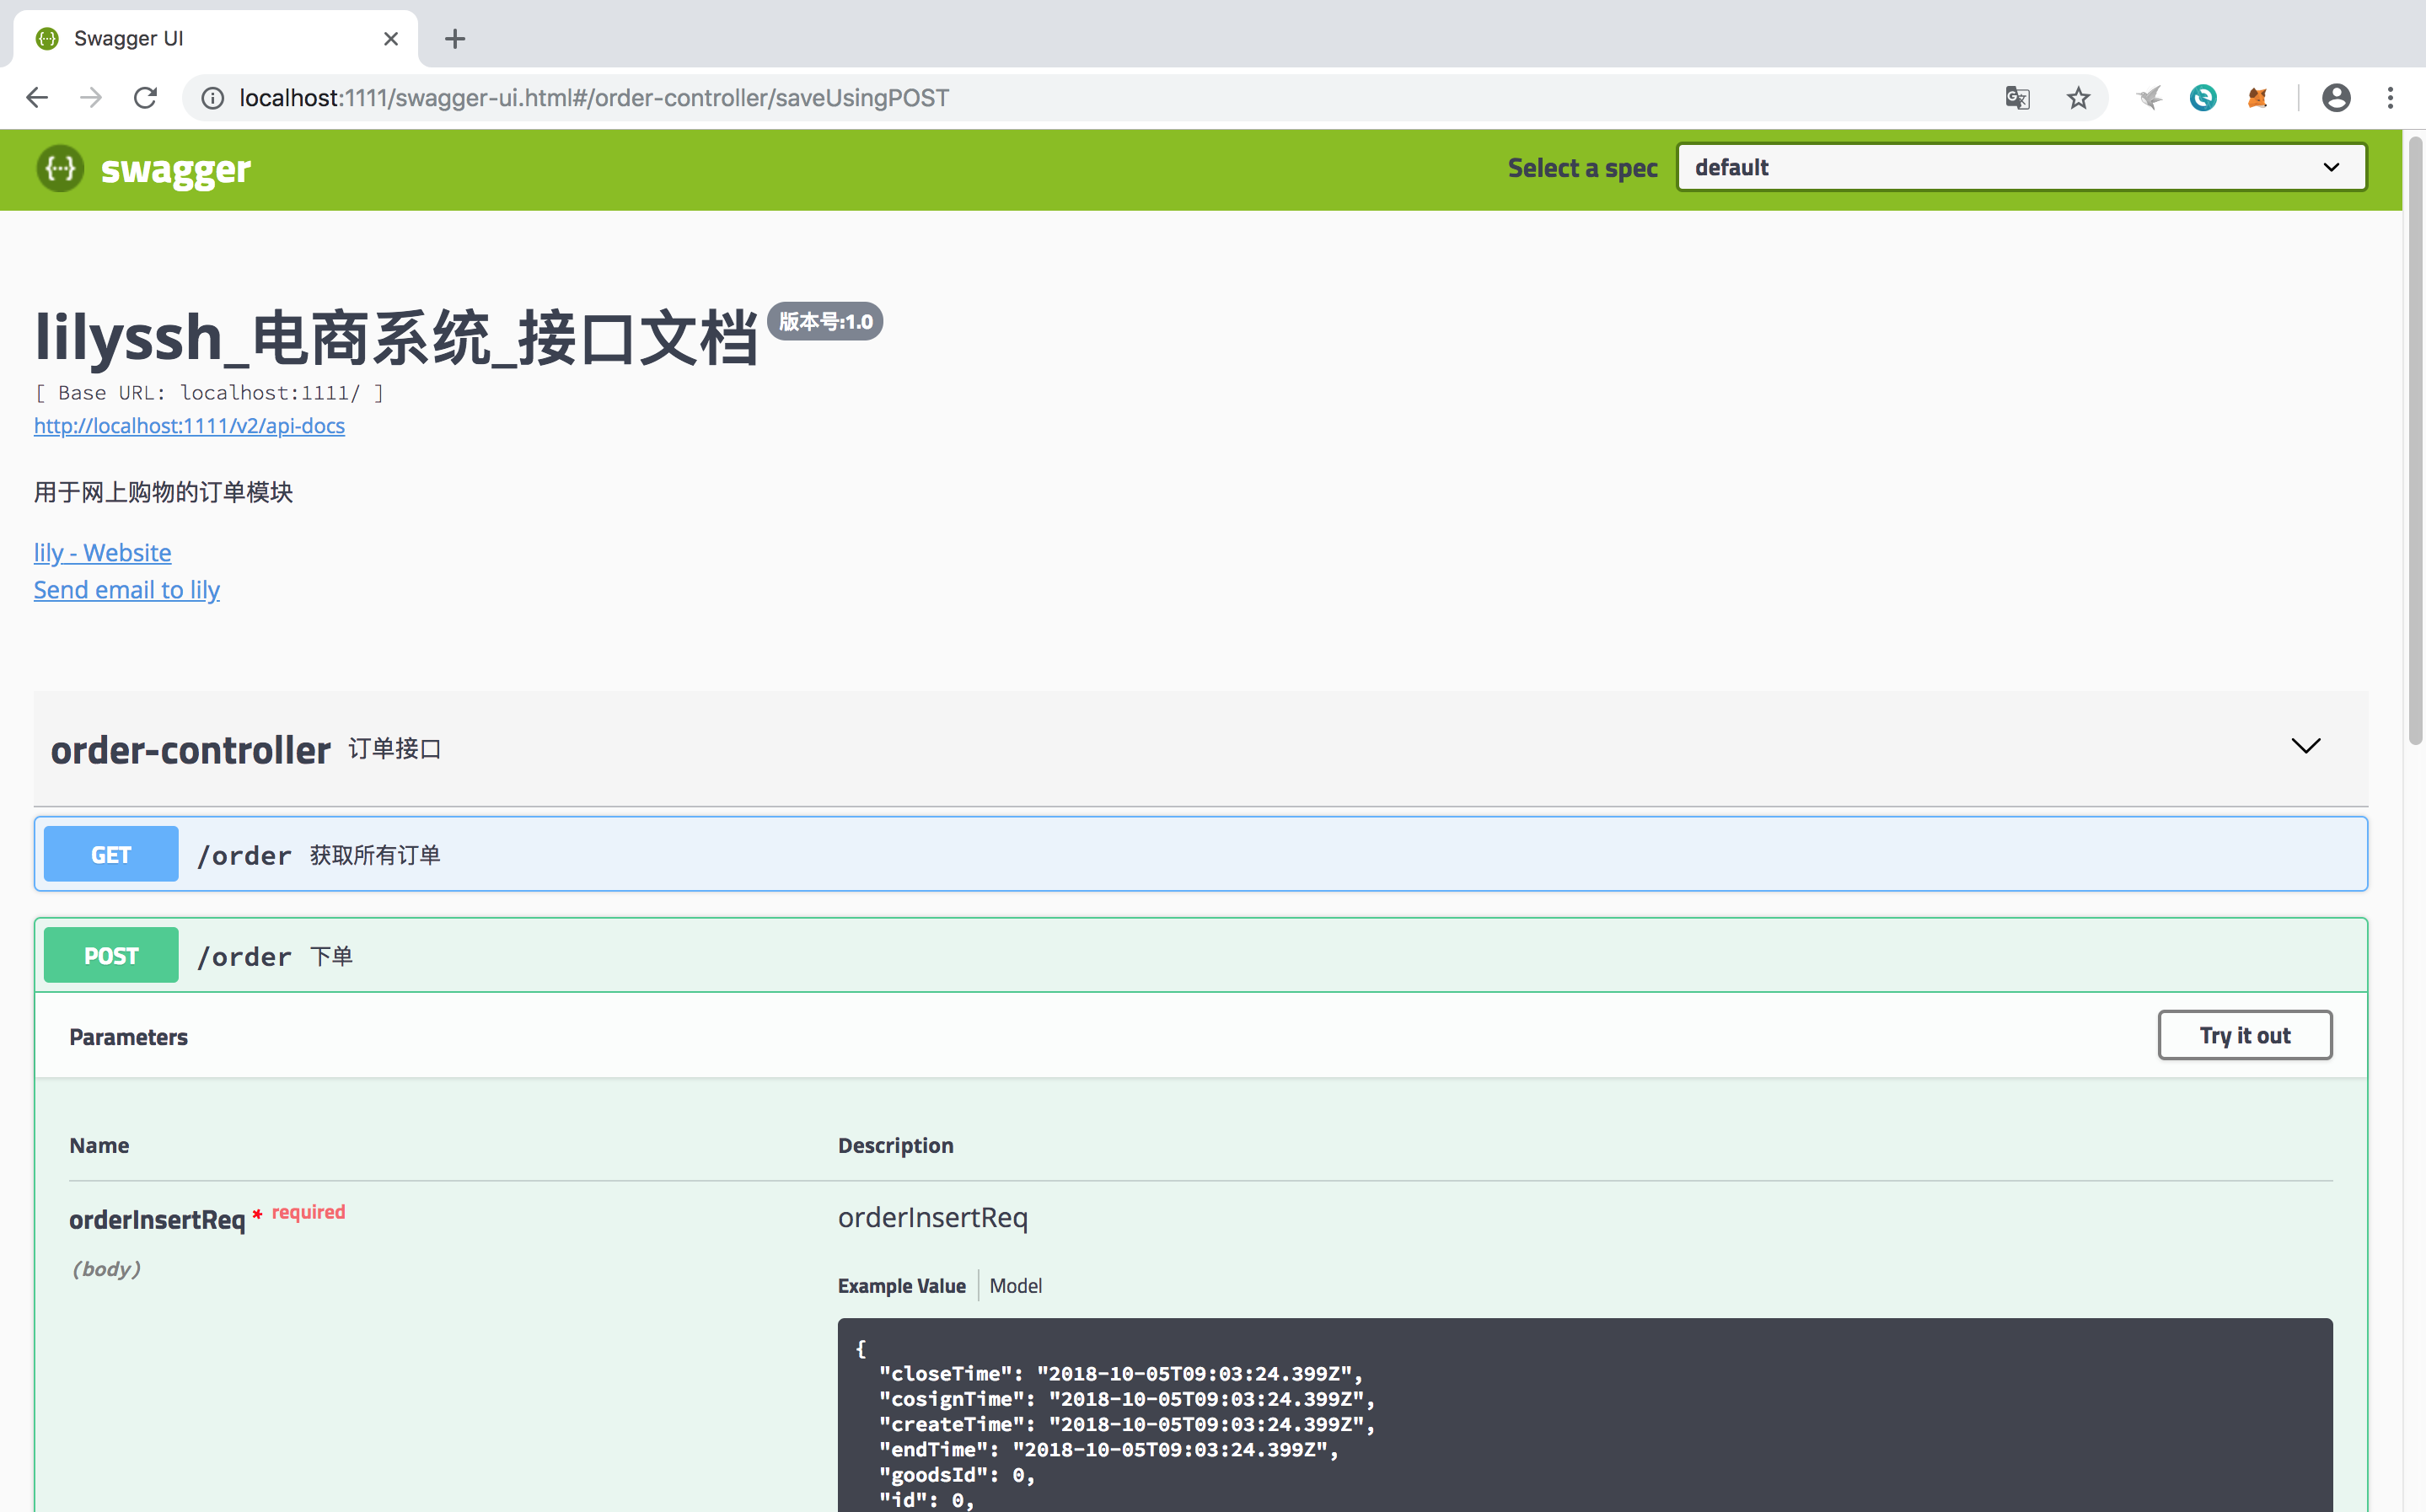 Swagger UI
localhost:1111/swagger-ui.html#/order-controller/saveUsingPOST
swagger
Select a spec
default
lilyssh_电商系统_接口文档 版本号:1.0
[ Base URL: localhost:1111/ ]
http://localhost:1111/v2/api-docs
用于网上购物的订单模块
lily - Website
Send email to lily
order-controller 订单接口
GET /order 获取所有订单
POST /order 下单
Parameters
Try it out
Name Description
orderInsertReq * required
(body)
orderInsertReq
Example Value Model
{
"closeTime": "2018-10-05T09:03:24.399Z",
"cosignTime": "2018-10-05T09:03:24.399Z",
"createTime": "2018-10-05T09:03:24.399Z",
"endTime": "2018-10-05T09:03:24.399Z",
"goodsId": 0,
"id": 0,